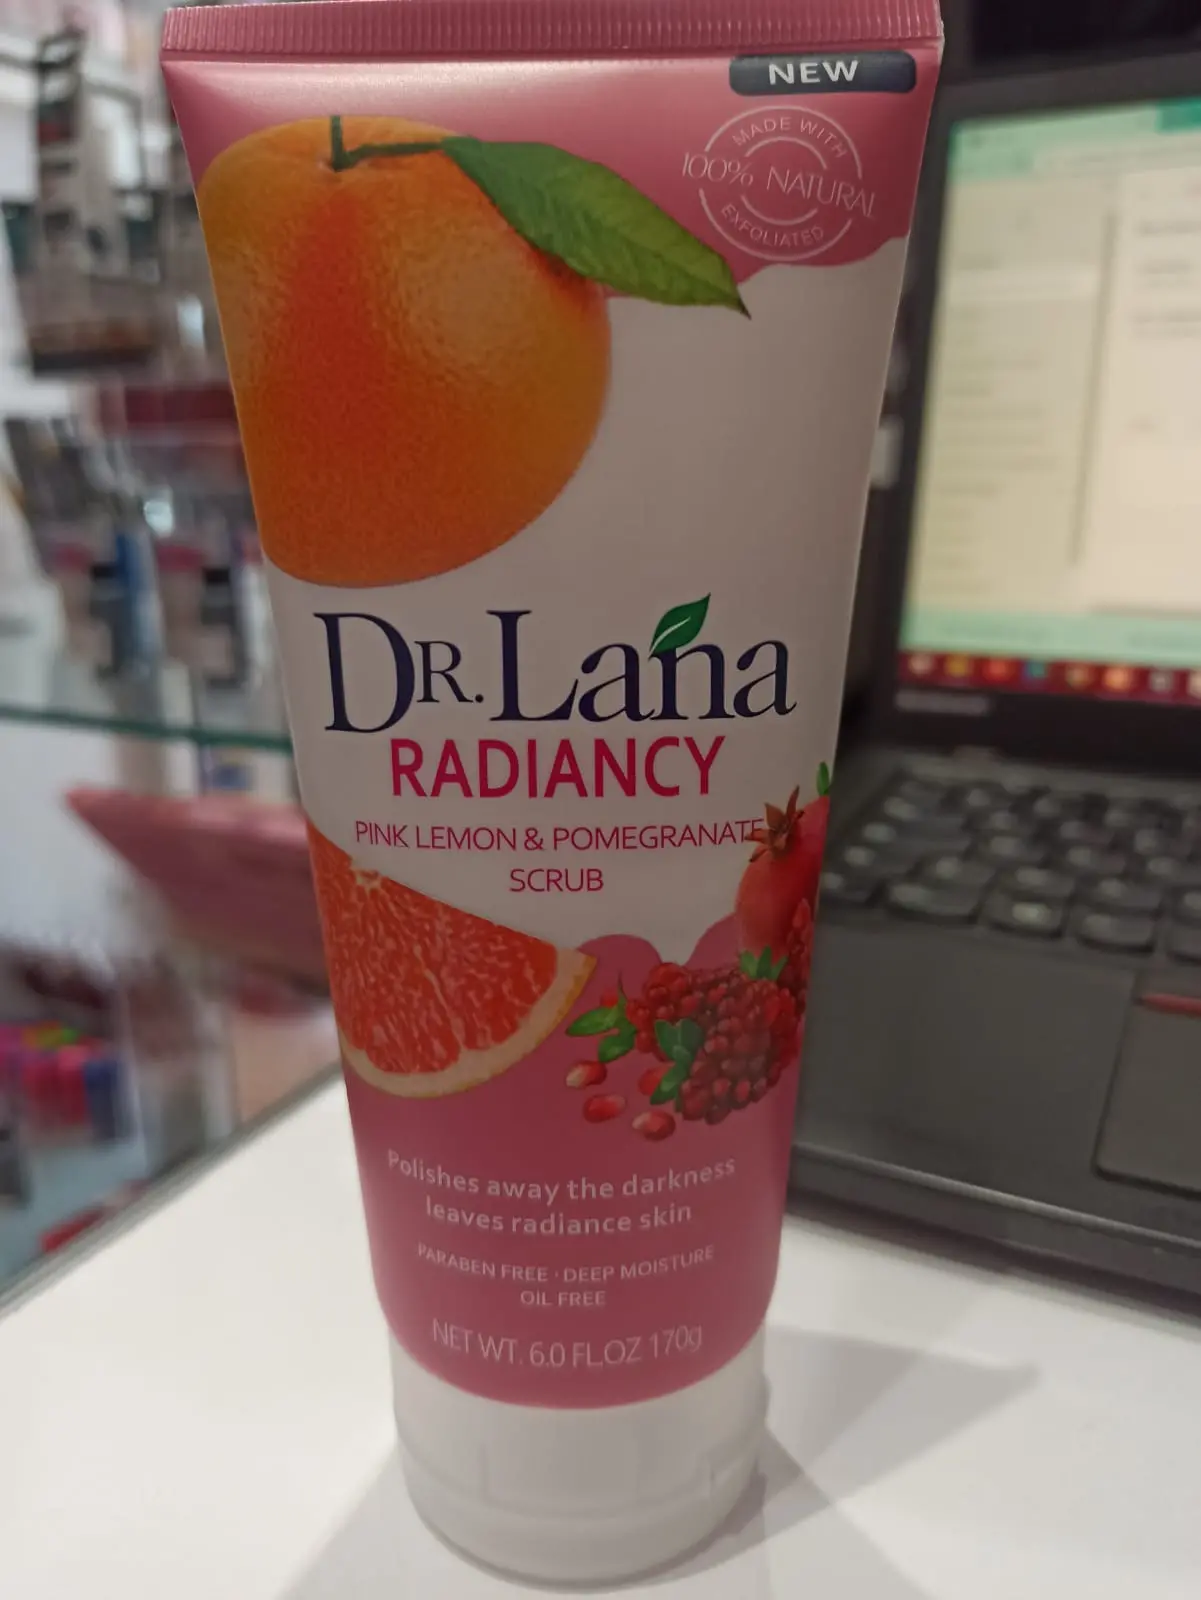 NEW
MADE WITH
100% NATURAL
EXFOLIATED
DR. Lana
RADIANCY
PINK LEMON & POMEGRANATE
SCRUB
Polishes away the darkness
leaves radiance skin
PARABEN FREE · DEEP MOISTURE
OIL FREE
NET WT. 6.0 FL.OZ 170g